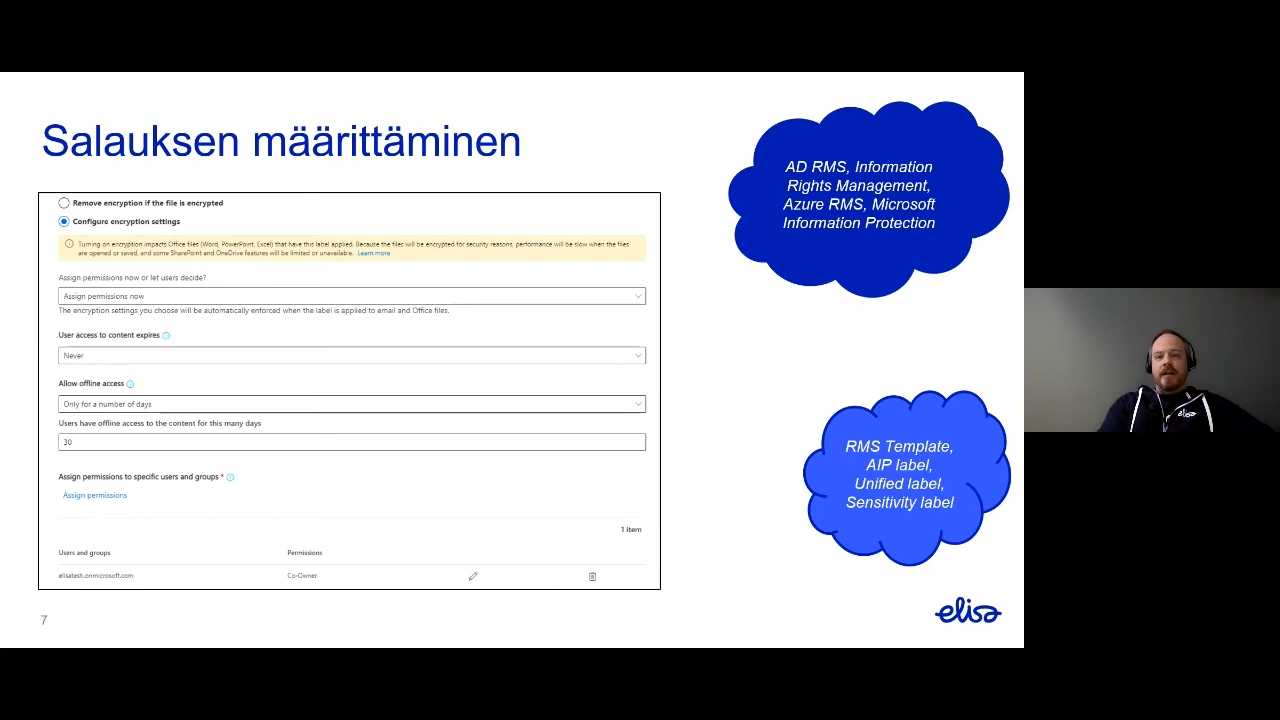 Salauksen määrittäminen
Remove encryption if the file is encrypted
Configure encryption settings
Turning on encryption impacts Office files (Word, PowerPoint, Excel) that have this label applied. Because the files will be encrypted for security reasons, performance will be slow when the files
are opened or saved, and some SharePoint and OneDrive features will be limited or unavailable. Learn more
Assign permissions now or let users decide?
Assign permissions now
The encryption settings you choose will be automatically enforced when the label is applied to email and Office files.
User access to content expires
Never
Allow offline access
Only for a number of days
Users have offline access to the content for this many days
30
Assign permissions to specific users and groups *
Assign permissions
1 item
Users and groups Permissions
elisatesti.onmicrosoft.com Co-Owner
AD RMS, Information
Rights Management,
Azure RMS, Microsoft
Information Protection
RMS Template,
AIP label,
Unified label,
Sensitivity label
7
elisa
elisa